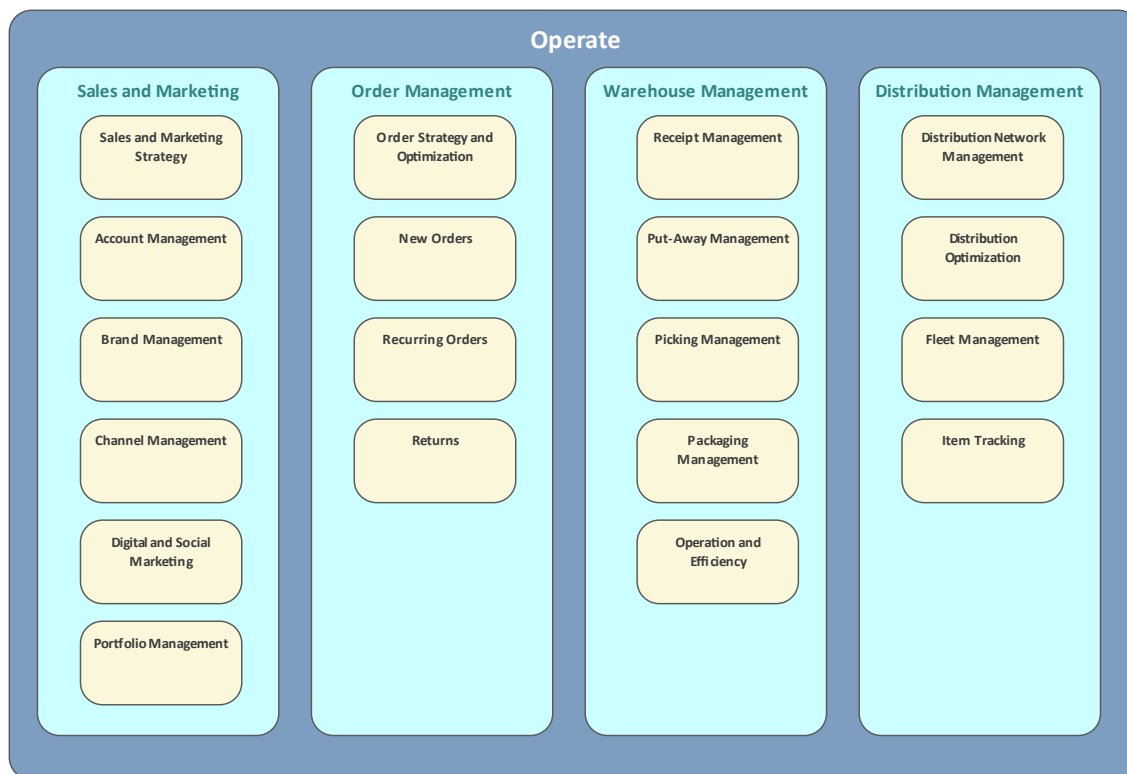 Operate
Sales and Marketing
Sales and Marketing
Strategy
Account Management
Brand Management
Channel Management
Digital and Social
Marketing
Portfolio Management
Order Management
Order Strategy and
Optimization
New Orders
Recurring Orders
Returns
Warehouse Management
Receipt Management
Put-Away Management
Picking Management
Packaging
Management
Operation and
Efficiency
Distribution Management
Distribution Network
Management
Distribution
Optimization
Fleet Management
Item Tracking